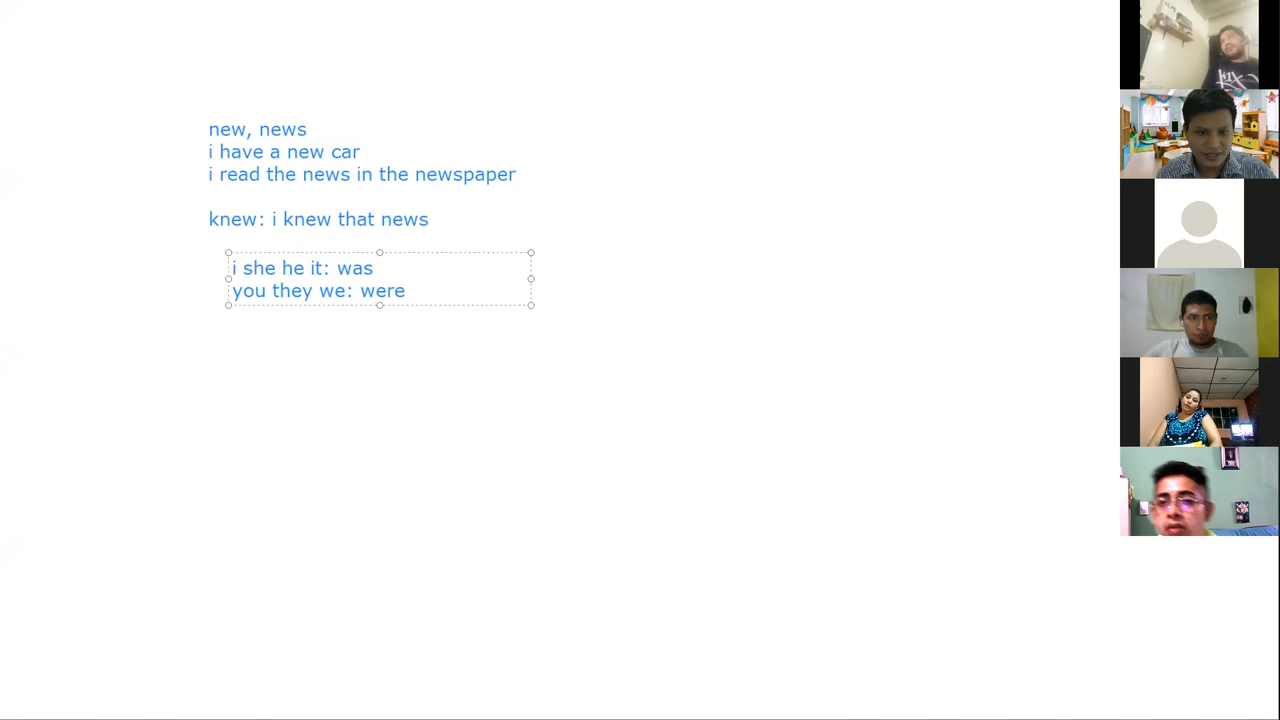 new, news
i have a new car
i read the news in the newspaper
knew: i knew that news
i she he it: was
you they we: were